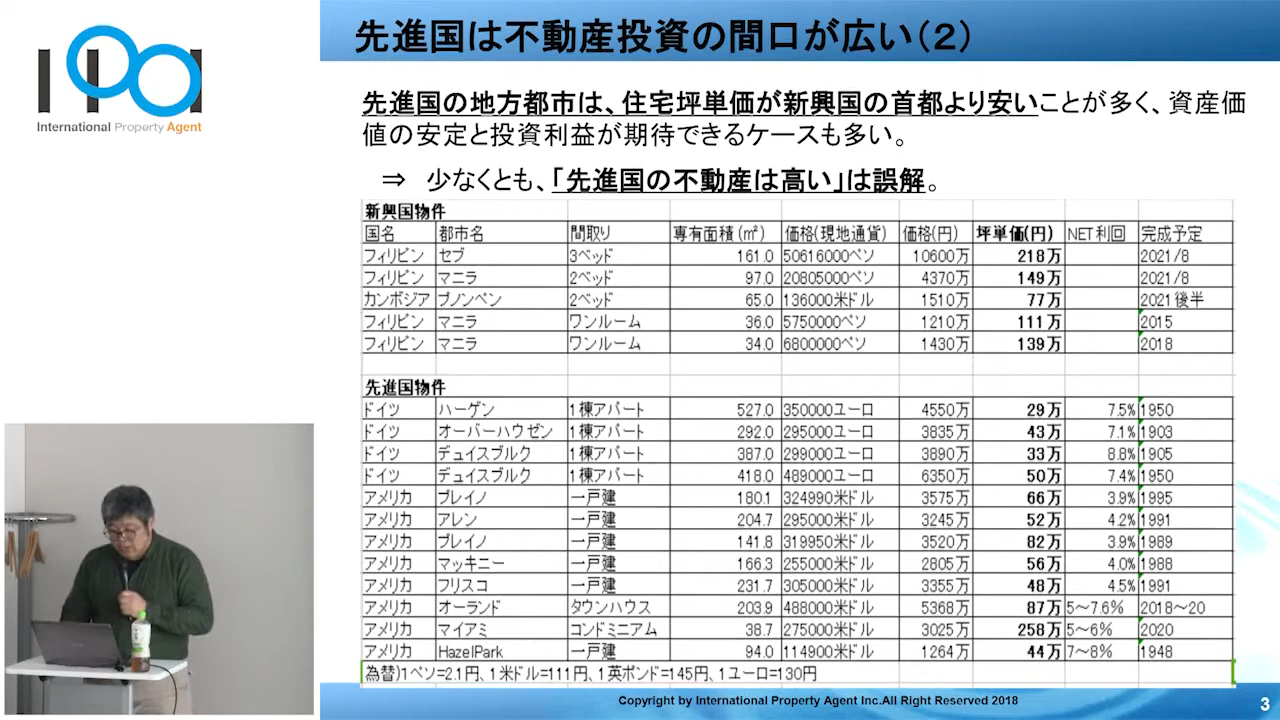 IPA
International Property Agent
先進国は不動産投資の間口が広い(２)
先進国の地方都市は、住宅坪単価が新興国の首都より安いことが多く、資産価
値の安定と投資利益が期待できるケースも多い。
⇒ 少なくとも、「先進国の不動産は高い」は誤解。
新興国物件
国名 都市名 間取り 専有面積(㎡) 価格(現地通貨) 価格(円) 坪単価(円) NET利回 完成予定
フィリピン セブ 3ベッド 161.0 50616000ペソ 10600万 218万 2021/8
フィリピン マニラ 2ベッド 97.0 20805000ペソ 4370万 149万 2021/8
カンボジア プノンペン 2ベッド 65.0 136000米ドル 1510万 77万 2021後半
フィリピン マニラ ワンルーム 36.0 5750000ペソ 1210万 111万 2015
フィリピン マニラ ワンルーム 34.0 6800000ペソ 1430万 139万 2018
先進国物件
ドイツ ハーゲン 1棟アパート 527.0 350000ユーロ 4550万 29万 7.5% 1950
ドイツ オーバーハウゼン 1棟アパート 292.0 295000ユーロ 3835万 43万 7.1% 1903
ドイツ デュイスブルク 1棟アパート 387.0 299000ユーロ 3890万 33万 8.8% 1905
ドイツ デュイスブルク 1棟アパート 418.0 489000ユーロ 6350万 50万 7.4% 1950
アメリカ プレイノ 一戸建 180.1 324990米ドル 3575万 66万 3.9% 1995
アメリカ アレン 一戸建 204.7 295000米ドル 3245万 52万 4.2% 1991
アメリカ プレイノ 一戸建 141.8 319950米ドル 3520万 82万 3.9% 1989
アメリカ マッキニー 一戸建 166.3 255000米ドル 2805万 56万 4.0% 1988
アメリカ フリスコ 一戸建 231.7 305000米ドル 3355万 48万 4.5% 1991
アメリカ オーランド タウンハウス 203.9 488000米ドル 5368万 87万 5～7.6% 2018～20
アメリカ マイアミ コンドミニアム 38.7 275000米ドル 3025万 258万 5～6% 2020
アメリカ HazelPark 一戸建 94.0 114900米ドル 1264万 44万 7～8% 1948
為替)1ペソ=2.1円、1米ドル=111円、1英ポンド=145円、1ユーロ=130円
Copyright by International Property Agent Inc.All Right Reserved 2018
3